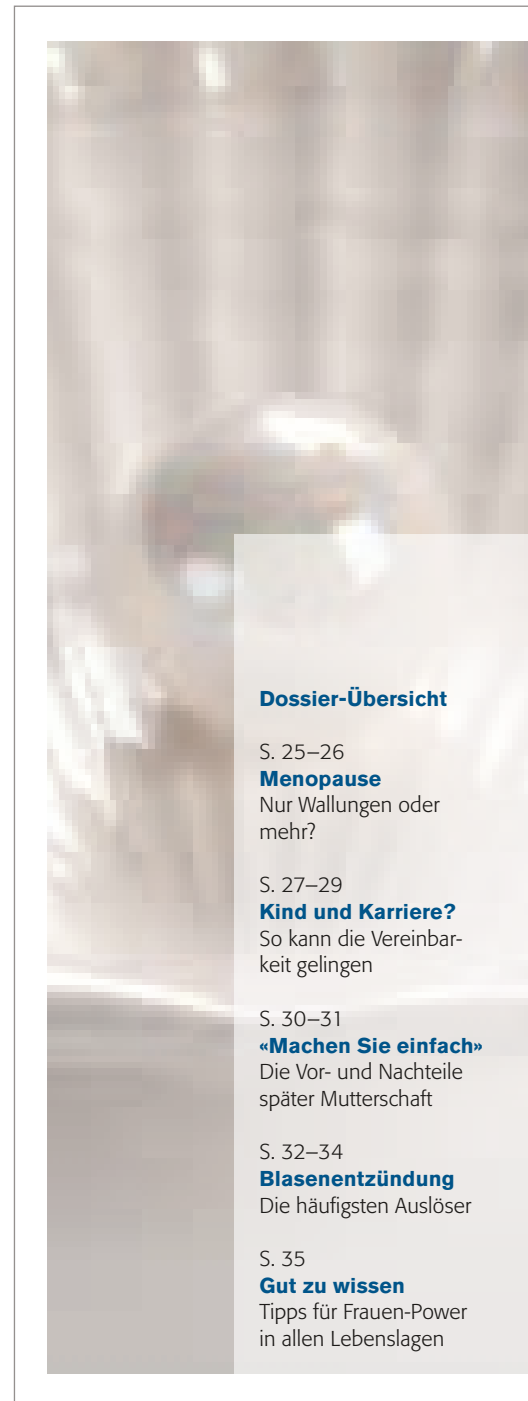 Dossier-Übersicht
S. 25–26
Menopause
Nur Wallungen oder
mehr?
S. 27–29
Kind und Karriere?
So kann die Vereinbar-
keit gelingen
S. 30–31
«Machen Sie einfach»
Die Vor- und Nachteile
später Mutterschaft
S. 32–34
Blasenentzündung
Die häufigsten Auslöser
S. 35
Gut zu wissen
Tipps für Frauen-Power
in allen Lebenslagen